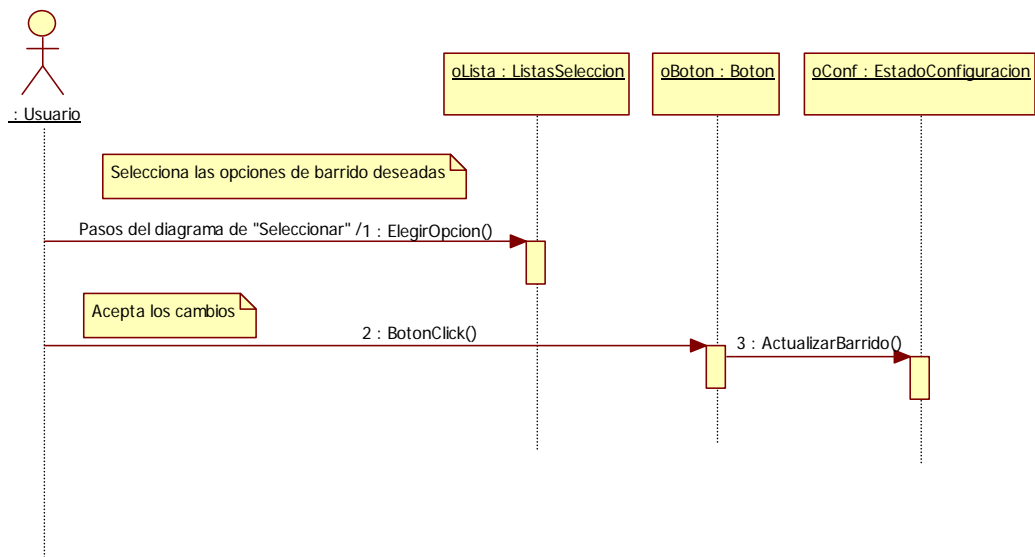 oLista : ListasSeleccion
oBoton : Boton
oConf : EstadoConfiguracion
: Usuario
Selecciona las opciones de barrido deseadas
Pasos del diagrama de "Seleccionar" /1 : ElegirOpcion()
Acepta los cambios
2 : BotonClick()
3 : ActualizarBarrido()